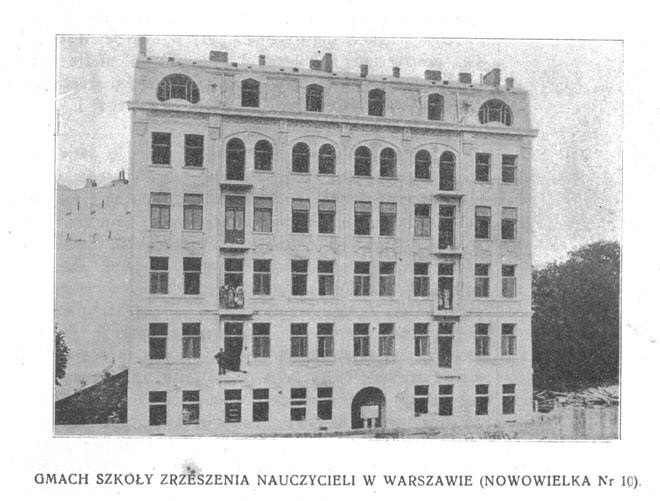 GMACH SZKOŁY ZRZESZENIA NAUCZYCIELI W WARSZAWIE (NOWOWIELKA Nr 10).